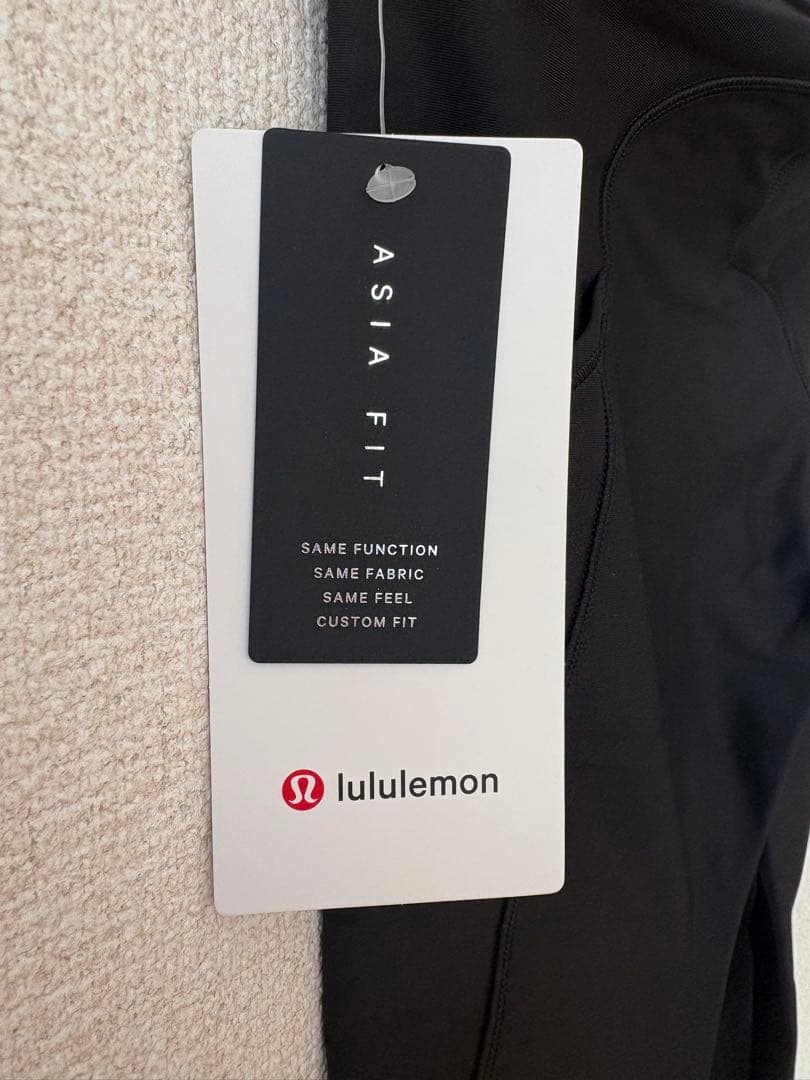 ASIA FIT
SAME FUNCTION
SAME FABRIC
SAME FEEL
CUSTOM FIT
lululemon